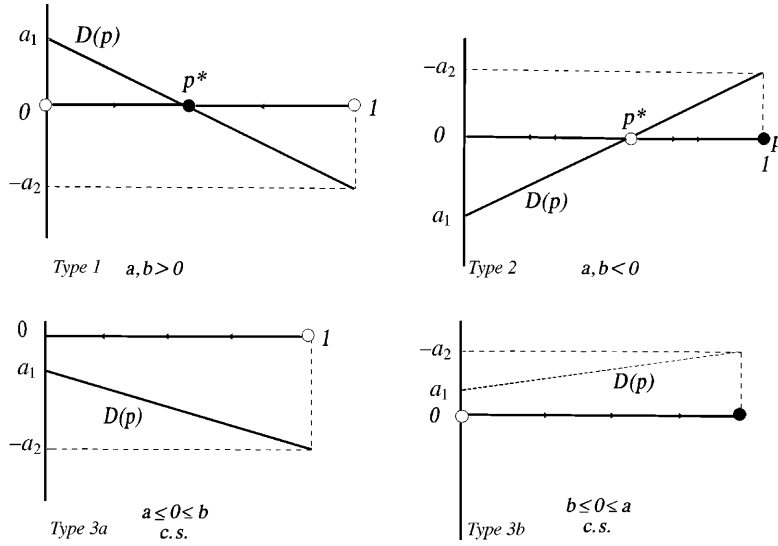 a₁
D(p)
p*
0
1
−a₂
Type 1
a, b > 0
−a₂
p*
0
p
1
a₁
D(p)
Type 2
a, b < 0
0
1
a₁
D(p)
−a₂
a ≤ 0 ≤ b
Type 3a
c.s.
−a₂
a₁
D(p)
0
b ≤ 0 ≤ a
Type 3b
c.s.